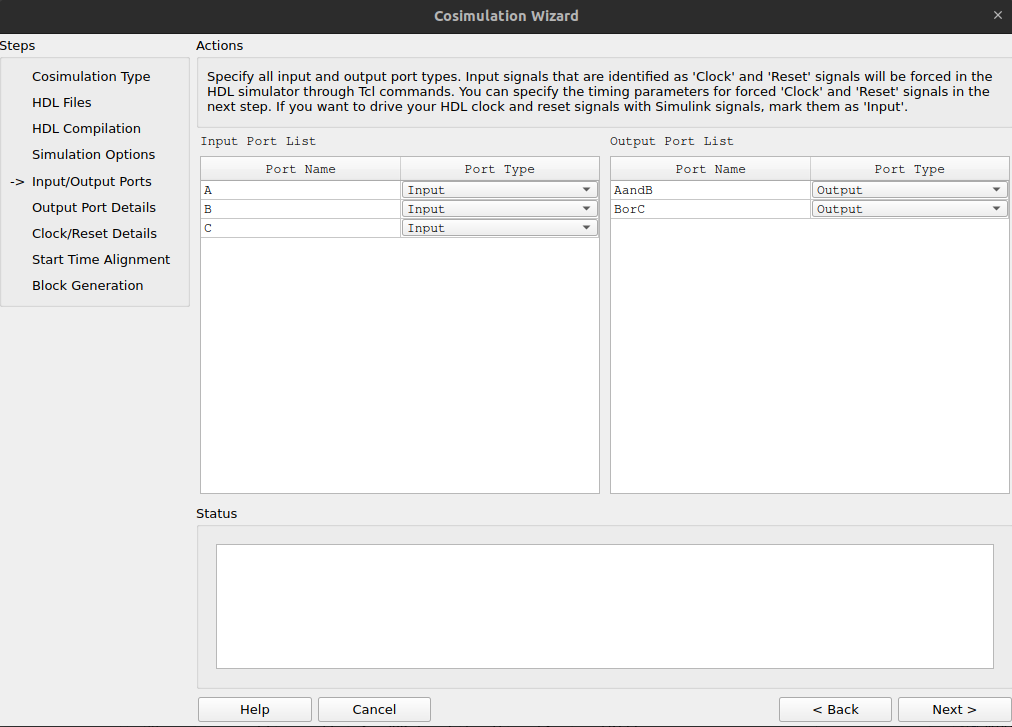 Cosimulation Wizard
×
Steps
Cosimulation Type
HDL Files
HDL Compilation
Simulation Options
-> Input/Output Ports
Output Port Details
Clock/Reset Details
Start Time Alignment
Block Generation
Actions
Specify all input and output port types. Input signals that are identified as 'Clock' and 'Reset' signals will be forced in the
HDL simulator through Tcl commands. You can specify the timing parameters for forced 'Clock' and 'Reset' signals in the
next step. If you want to drive your HDL clock and reset signals with Simulink signals, mark them as 'Input'.
Input Port List
Port Name Port Type
A Input
B Input
C Input
Output Port List
Port Name Port Type
AandB Output
BorC Output
Status
Help Cancel < Back Next >